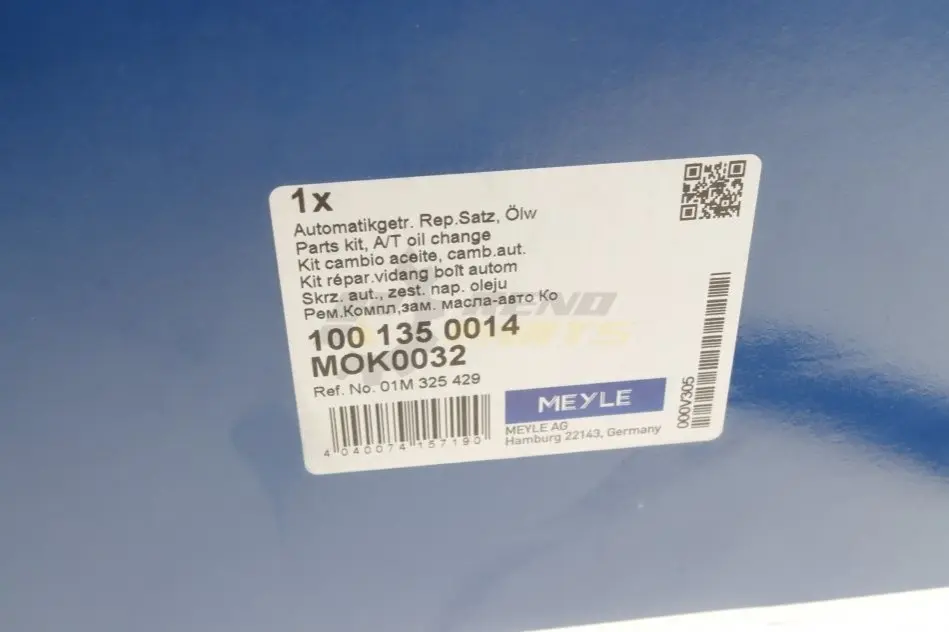 1x
Automatikgetr. Rep.Satz, Ölw
Parts kit, A/T oil change
Kit cambio aceite, camb.aut.
Kit répar.vidang boît autom
Skrz. aut., zest. nap. oleju
Рем.Компл,зам. масла-авто Ко
100 135 0014
MOK0032
Ref. No. 01M 325 429
4 040074 157190
MEYLE
MEYLE AG
Hamburg 22143, Germany
000V305